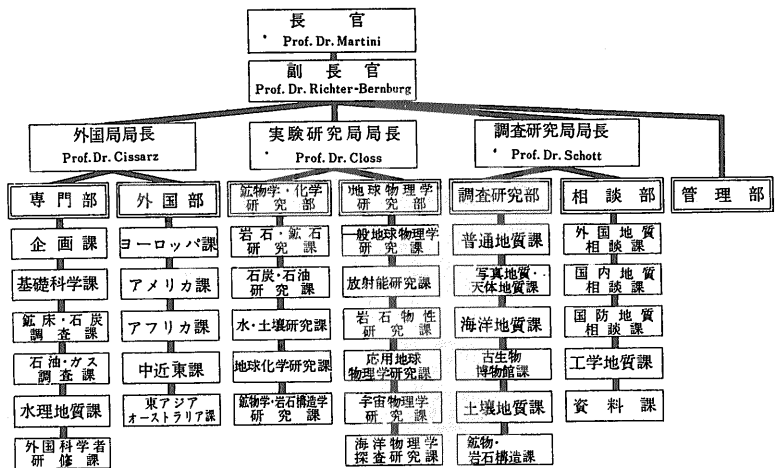 長官
Prof. Dr. Martini
副長官
Prof. Dr. Richter-Bernburg
外国局局長
Prof. Dr. Cissarz
実験研究局局長
Prof. Dr. Closs
調査研究局局長
Prof. Dr. Schott
専門部
企画課
基礎科学課
鉱床・石炭
調査課
石油・ガス
調査課
水理地質課
外国科学者
研修課
外国部
ヨーロッパ課
アメリカ課
アフリカ課
中近東課
東アジア
オーストラリア課
鉱物学・化学
研究部
岩石・鉱石
研究課
石炭・石油
研究課
水・土壌研究課
地球化学研究課
鉱物学・岩石構造学
研究課
地球物理学
研究部
一般地球物理学
研究課
放射能研究課
岩石物性
研究課
応用地球
物理学研究課
宇宙物理学
研究課
海洋物理学
探査研究課
調査研究部
普通地質課
写真地質・
天体地質課
海洋地質課
古生物
博物館課
土壌地質課
鉱物・
岩石構造課
相談部
外国地質
相談課
国内地質
相談課
国防地質
相談課
工学地質課
資料課
管理部